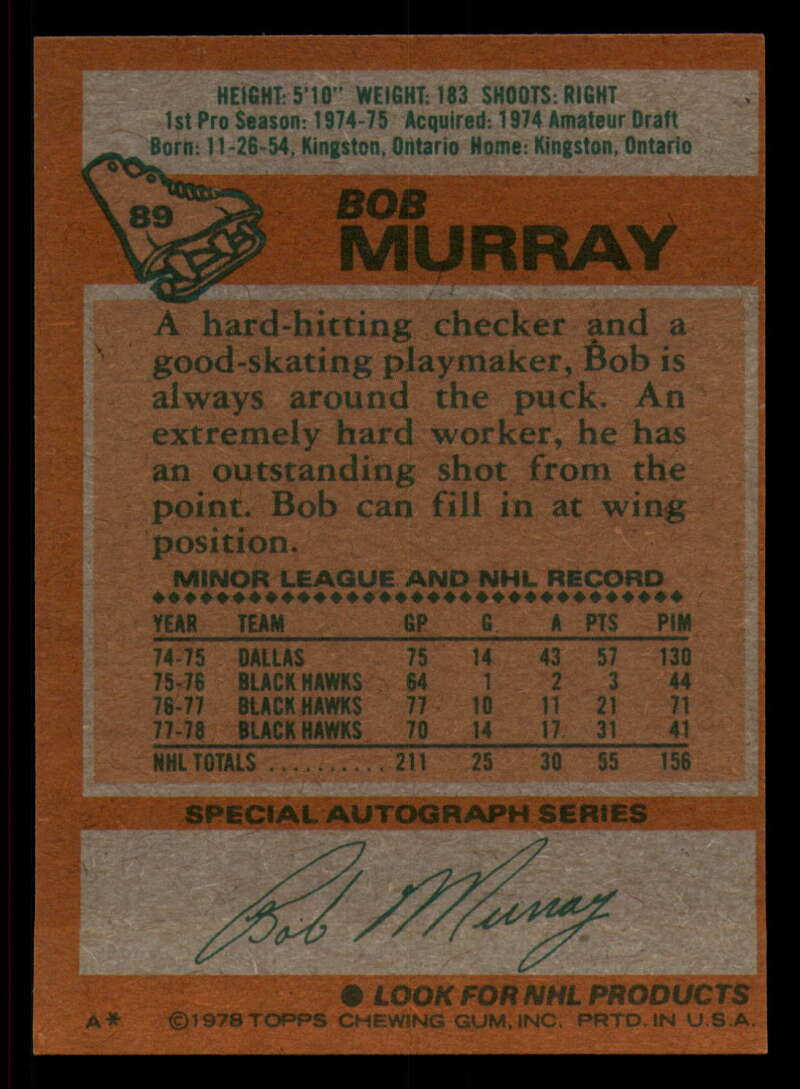 HEIGHT: 5'10" WEIGHT: 183 SHOOTS: RIGHT
1st Pro Season: 1974-75 Acquired: 1974 Amateur Draft
Born: 11-26-54, Kingston, Ontario Home: Kingston, Ontario
89
BOB
MURRAY
A hard-hitting checker and a
good-skating playmaker, Bob is
always around the puck. An
extremely hard worker, he has
an outstanding shot from the
point. Bob can fill in at wing
position.
MINOR LEAGUE AND NHL RECORD
YEAR TEAM GP G A PTS PIM
74-75 DALLAS 75 14 43 57 130
75-76 BLACK HAWKS 64 1 2 3 44
76-77 BLACK HAWKS 77 10 11 21 71
77-78 BLACK HAWKS 70 14 17 31 41
NHL TOTALS .......... 211 25 30 55 156
SPECIAL AUTOGRAPH SERIES
Bob Murray
● LOOK FOR NHL PRODUCTS
A* ©1978 TOPPS CHEWING GUM, INC. PRTD. IN U.S.A.